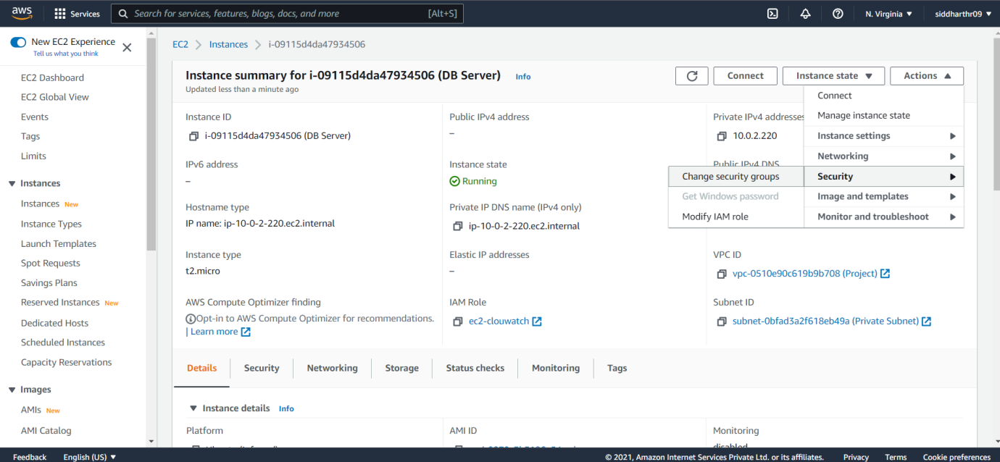 aws
Services
Search for services, features, blogs, docs, and more
[Alt+S]
N. Virginia ▼
siddharthr09 ▼
New EC2 Experience
Tell us what you think
EC2 Dashboard
EC2 Global View
Events
Tags
Limits
Instances
Instances New
Instance Types
Launch Templates
Spot Requests
Savings Plans
Reserved Instances New
Dedicated Hosts
Scheduled Instances
Capacity Reservations
Images
AMIs New
AMI Catalog
EC2 > Instances > i-09115d4da47934506
Instance summary for i-09115d4da47934506 (DB Server) Info
Updated less than a minute ago
Connect
Instance state ▼
Actions ▲
Connect
Manage instance state
Instance settings
Networking
Security
Image and templates
Monitor and troubleshoot
Change security groups
Get Windows password
Modify IAM role
Instance ID
i-09115d4da47934506 (DB Server)
Public IPv4 address
–
Private IPv4 addresses
10.0.2.220
IPv6 address
–
Instance state
Running
Public IPv4 DNS
Hostname type
IP name: ip-10-0-2-220.ec2.internal
Private IP DNS name (IPv4 only)
ip-10-0-2-220.ec2.internal
Instance type
t2.micro
Elastic IP addresses
–
VPC ID
vpc-0510e90c619b9b708 (Project)
AWS Compute Optimizer finding
Opt-in to AWS Compute Optimizer for recommendations.
| Learn more
IAM Role
ec2-clouwatch
Subnet ID
subnet-0bfad3a2f618eb49a (Private Subnet)
Details
Security
Networking
Storage
Status checks
Monitoring
Tags
Instance details Info
Platform
AMI ID
Monitoring
disabled
Feedback
English (US) ▼
© 2021, Amazon Internet Services Private Ltd. or its affiliates.
Privacy
Terms
Cookie preferences